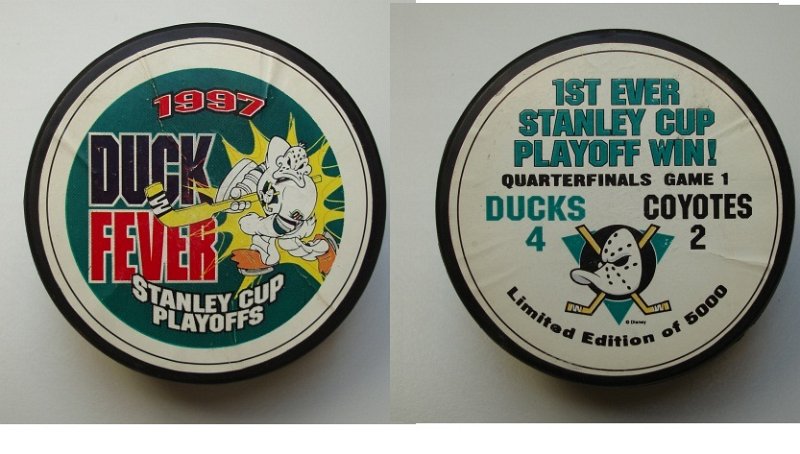 1997
DUCK
FEVER
STANLEY CUP
PLAYOFFS
1ST EVER
STANLEY CUP
PLAYOFF WIN!
QUARTERFINALS GAME 1
DUCKS COYOTES
4 2
© Disney
Limited Edition of 5000